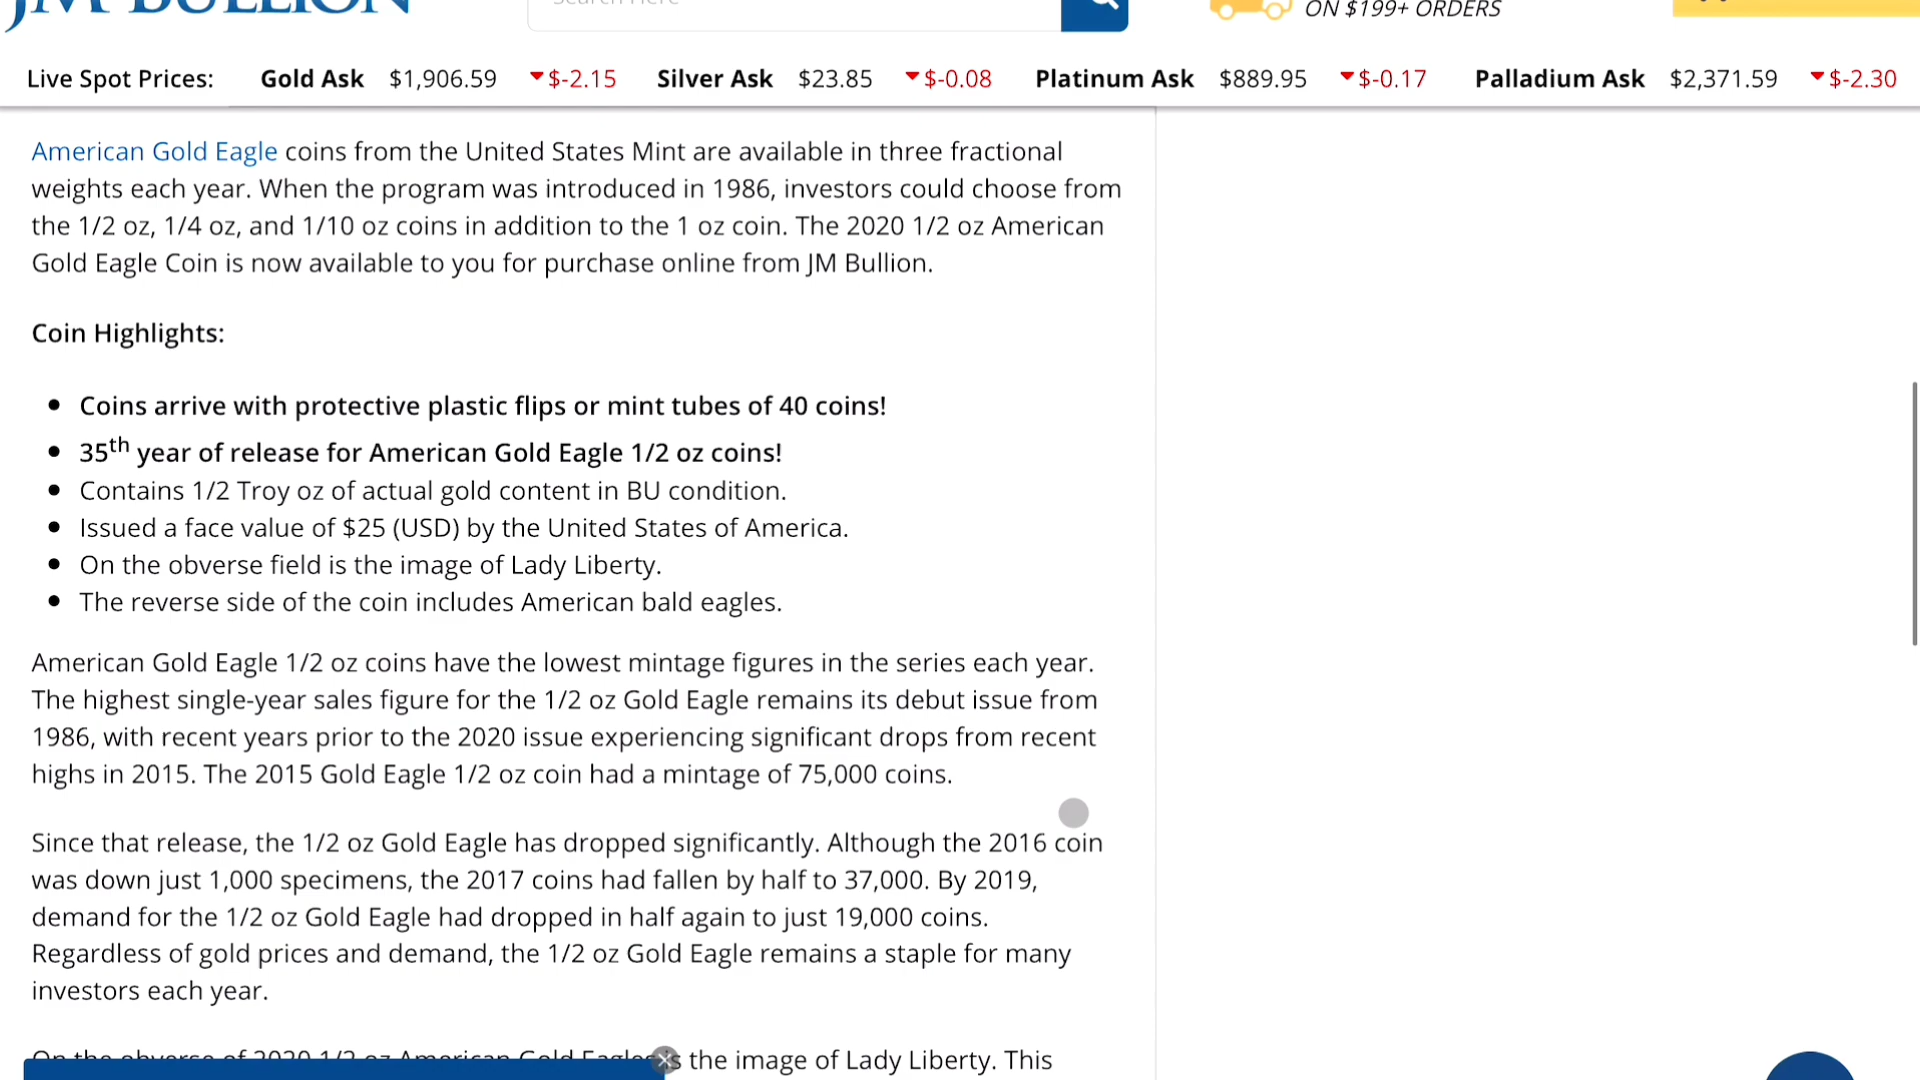 JM BULLION
Search Here
ON $199+ ORDERS
Live Spot Prices: Gold Ask $1,906.59 $-2.15 Silver Ask $23.85 $-0.08 Platinum Ask $889.95 $-0.17 Palladium Ask $2,371.59 $-2.30
American Gold Eagle coins from the United States Mint are available in three fractional
weights each year. When the program was introduced in 1986, investors could choose from
the 1/2 oz, 1/4 oz, and 1/10 oz coins in addition to the 1 oz coin. The 2020 1/2 oz American
Gold Eagle Coin is now available to you for purchase online from JM Bullion.
Coin Highlights:
Coins arrive with protective plastic flips or mint tubes of 40 coins!
35th year of release for American Gold Eagle 1/2 oz coins!
Contains 1/2 Troy oz of actual gold content in BU condition.
Issued a face value of $25 (USD) by the United States of America.
On the obverse field is the image of Lady Liberty.
The reverse side of the coin includes American bald eagles.
American Gold Eagle 1/2 oz coins have the lowest mintage figures in the series each year.
The highest single-year sales figure for the 1/2 oz Gold Eagle remains its debut issue from
1986, with recent years prior to the 2020 issue experiencing significant drops from recent
highs in 2015. The 2015 Gold Eagle 1/2 oz coin had a mintage of 75,000 coins.
Since that release, the 1/2 oz Gold Eagle has dropped significantly. Although the 2016 coin
was down just 1,000 specimens, the 2017 coins had fallen by half to 37,000. By 2019,
demand for the 1/2 oz Gold Eagle had dropped in half again to just 19,000 coins.
Regardless of gold prices and demand, the 1/2 oz Gold Eagle remains a staple for many
investors each year.
On the obverse of 2020 1/2 oz American Gold Eagles is the image of Lady Liberty. This